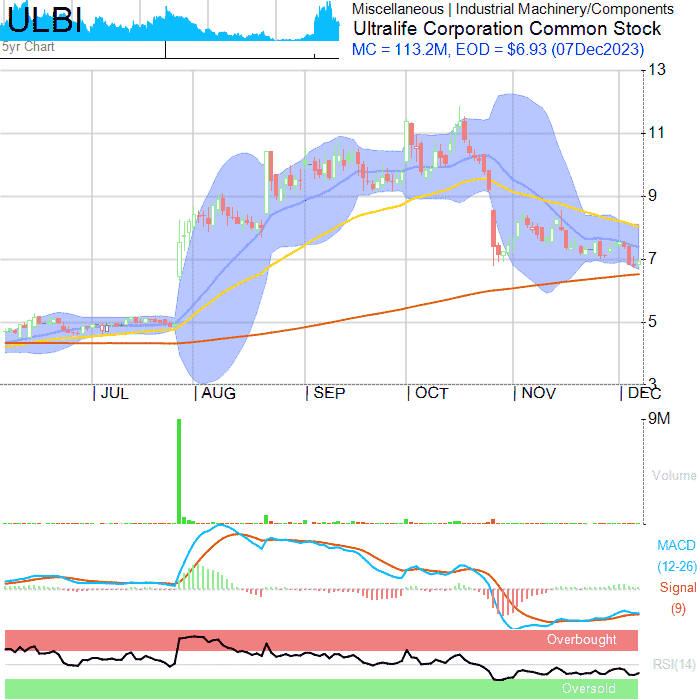 ULBI
5yr Chart
Miscellaneous | Industrial Machinery/Components
Ultralife Corporation Common Stock
MC = 113.2M, EOD = $6.93 (07Dec2023)
13
11
9
7
5
3
JUL
AUG
SEP
OCT
NOV
DEC
9M
Volume
MACD
(12-26)
Signal
(9)
Overbought
RSI(14)
Oversold